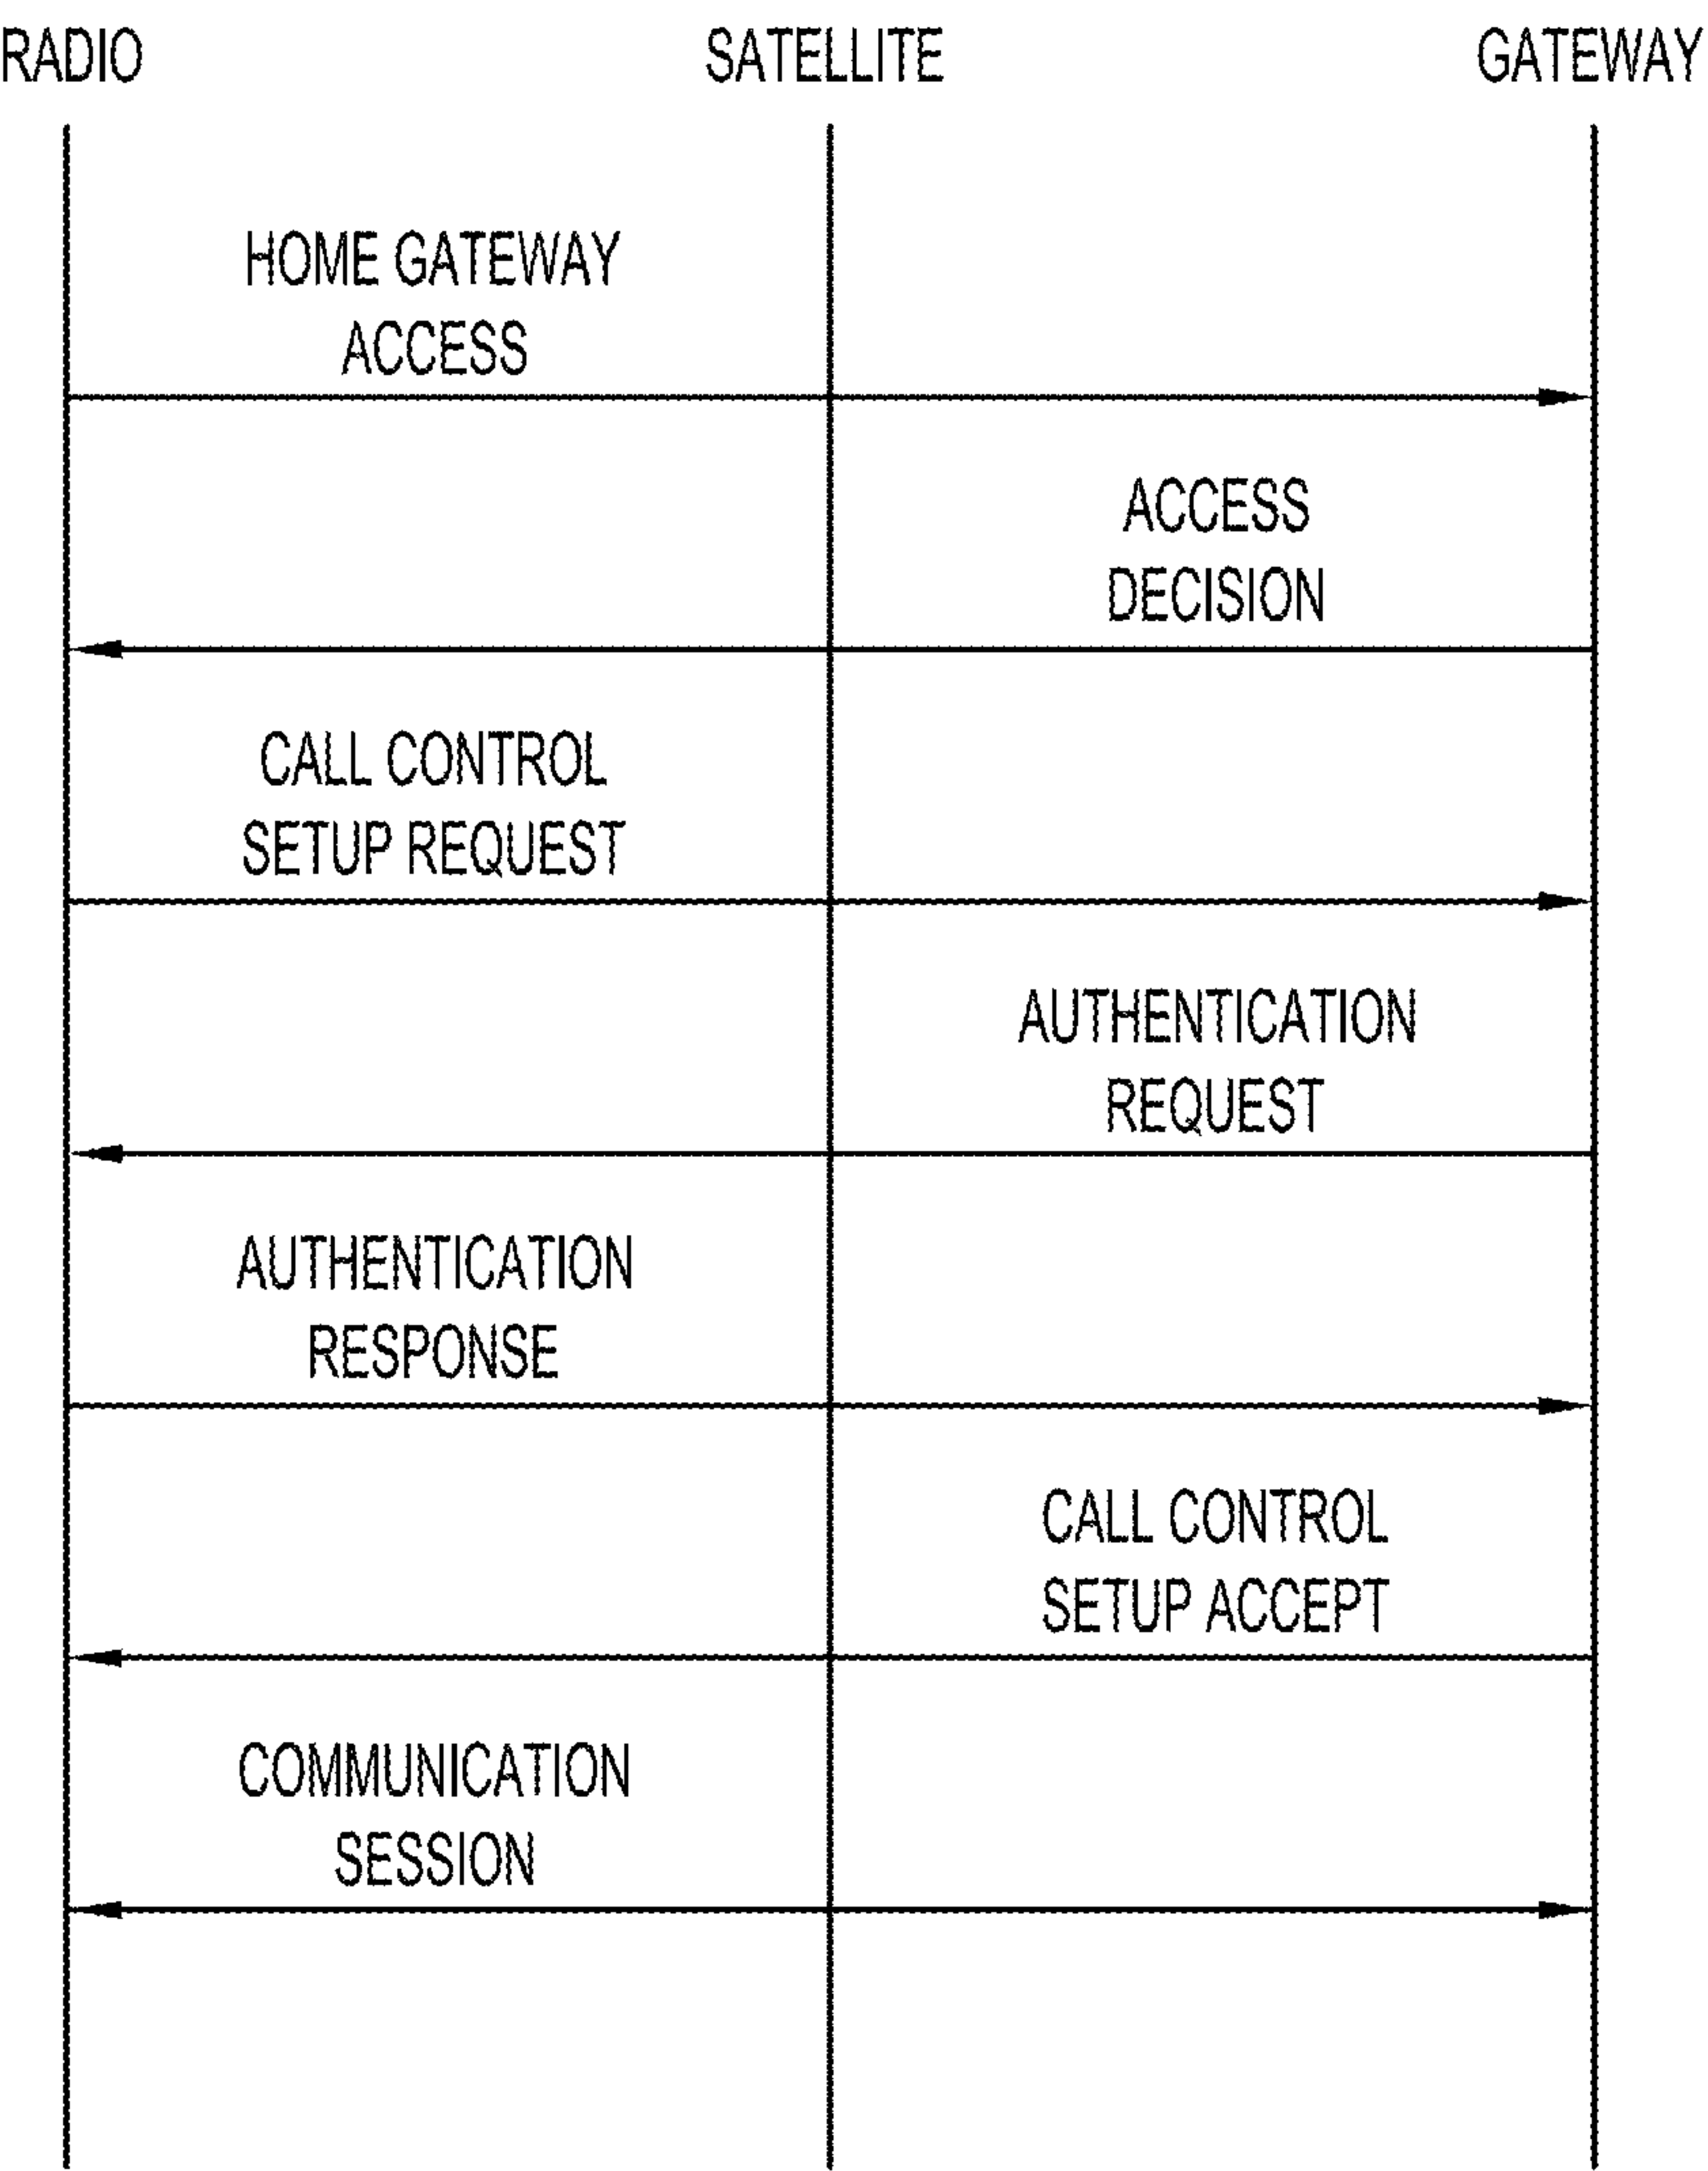 RADIO
SATELLITE
GATEWAY
HOME GATEWAY
ACCESS
ACCESS
DECISION
CALL CONTROL
SETUP REQUEST
AUTHENTICATION
REQUEST
AUTHENTICATION
RESPONSE
CALL CONTROL
SETUP ACCEPT
COMMUNICATION
SESSION